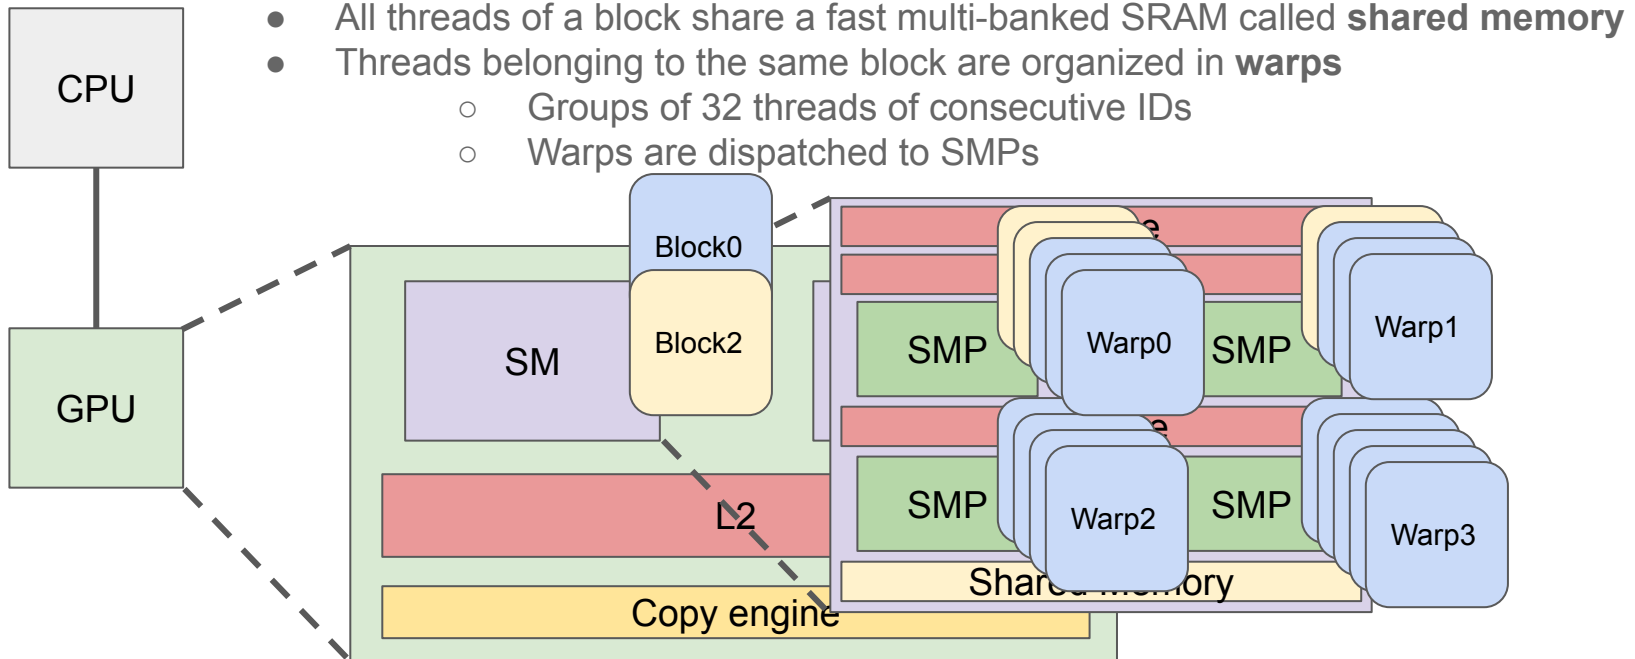 ● All threads of a block share a fast multi-banked SRAM called shared memory
● Threads belonging to the same block are organized in warps
○ Groups of 32 threads of consecutive IDs
○ Warps are dispatched to SMPs
CPU
GPU
Block0
Block2
SM
L2
Copy engine
SMP
Warp0
SMP
Warp1
SMP
Warp2
SMP
Warp3
Shared Memory